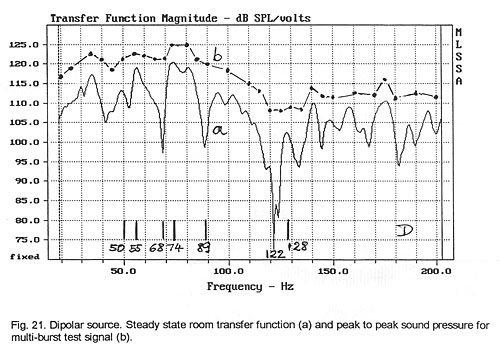 Transfer Function Magnitude - dB SPL/volts
MLSSA
125.0
120.0
115.0
110.0
105.0
100.0
95.0
90.0
85.0
80.0
75.0
fixed
b
a
D
50 55 68 74 89 122 128
50.0 100.0 150.0 200.0
Frequency - Hz
Fig. 21. Dipolar source. Steady state room transfer function (a) and peak to peak sound pressure for
multi-burst test signal (b).